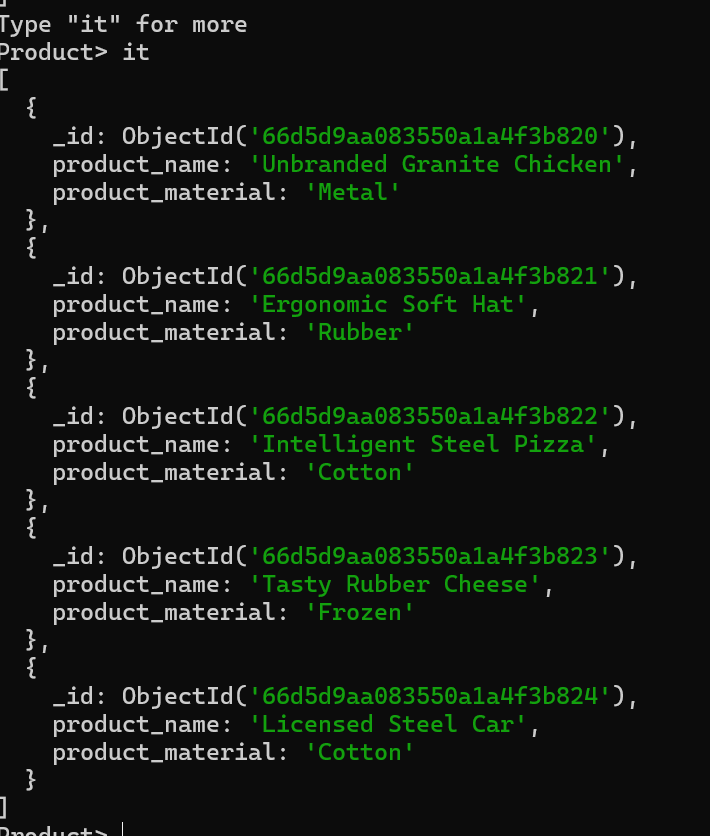 ]
Type "it" for more
Product> it
[
  {
    _id: ObjectId('66d5d9aa083550a1a4f3b820'),
    product_name: 'Unbranded Granite Chicken',
    product_material: 'Metal'
  },
  {
    _id: ObjectId('66d5d9aa083550a1a4f3b821'),
    product_name: 'Ergonomic Soft Hat',
    product_material: 'Rubber'
  },
  {
    _id: ObjectId('66d5d9aa083550a1a4f3b822'),
    product_name: 'Intelligent Steel Pizza',
    product_material: 'Cotton'
  },
  {
    _id: ObjectId('66d5d9aa083550a1a4f3b823'),
    product_name: 'Tasty Rubber Cheese',
    product_material: 'Frozen'
  },
  {
    _id: ObjectId('66d5d9aa083550a1a4f3b824'),
    product_name: 'Licensed Steel Car',
    product_material: 'Cotton'
  }
]
Product>